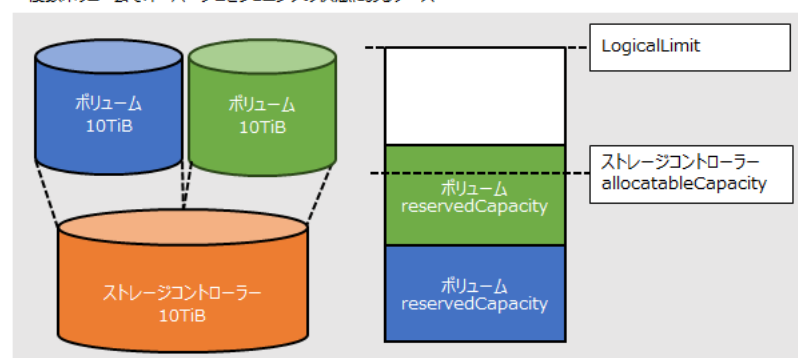 ボリューム
10TiB
ボリューム
10TiB
ストレージコントローラー
10TiB
LogicalLimit
ストレージコントローラー
allocatableCapacity
ボリューム
reservedCapacity
ボリューム
reservedCapacity